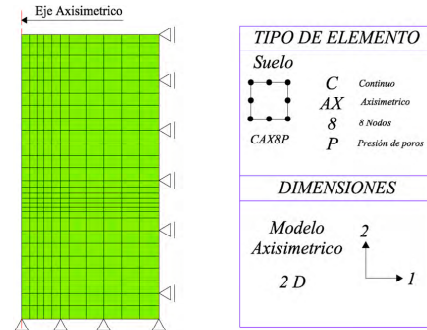 Eje Axisimetrico
TIPO DE ELEMENTO
Suelo
C Continuo
AX Axisimetrico
8 8 Nodos
P Presión de poros
CAX8P
DIMENSIONES
Modelo
Axisimetrico
2 D
2
1